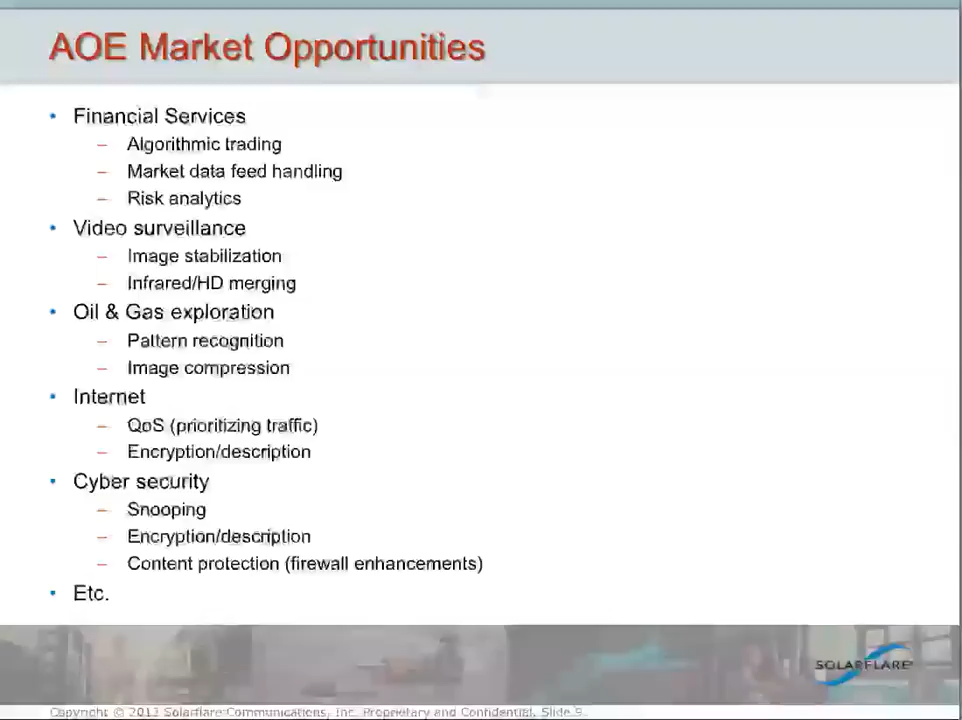 AOE Market Opportunities
• Financial Services
– Algorithmic trading
– Market data feed handling
– Risk analytics
• Video surveillance
– Image stabilization
– Infrared/HD merging
• Oil & Gas exploration
– Pattern recognition
– Image compression
• Internet
– QoS (prioritizing traffic)
– Encryption/description
• Cyber security
– Snooping
– Encryption/description
– Content protection (firewall enhancements)
• Etc.
SOLARFLARE
Copyright © 2013 Solarflare Communications, Inc. Proprietary and Confidential, Slide 9.